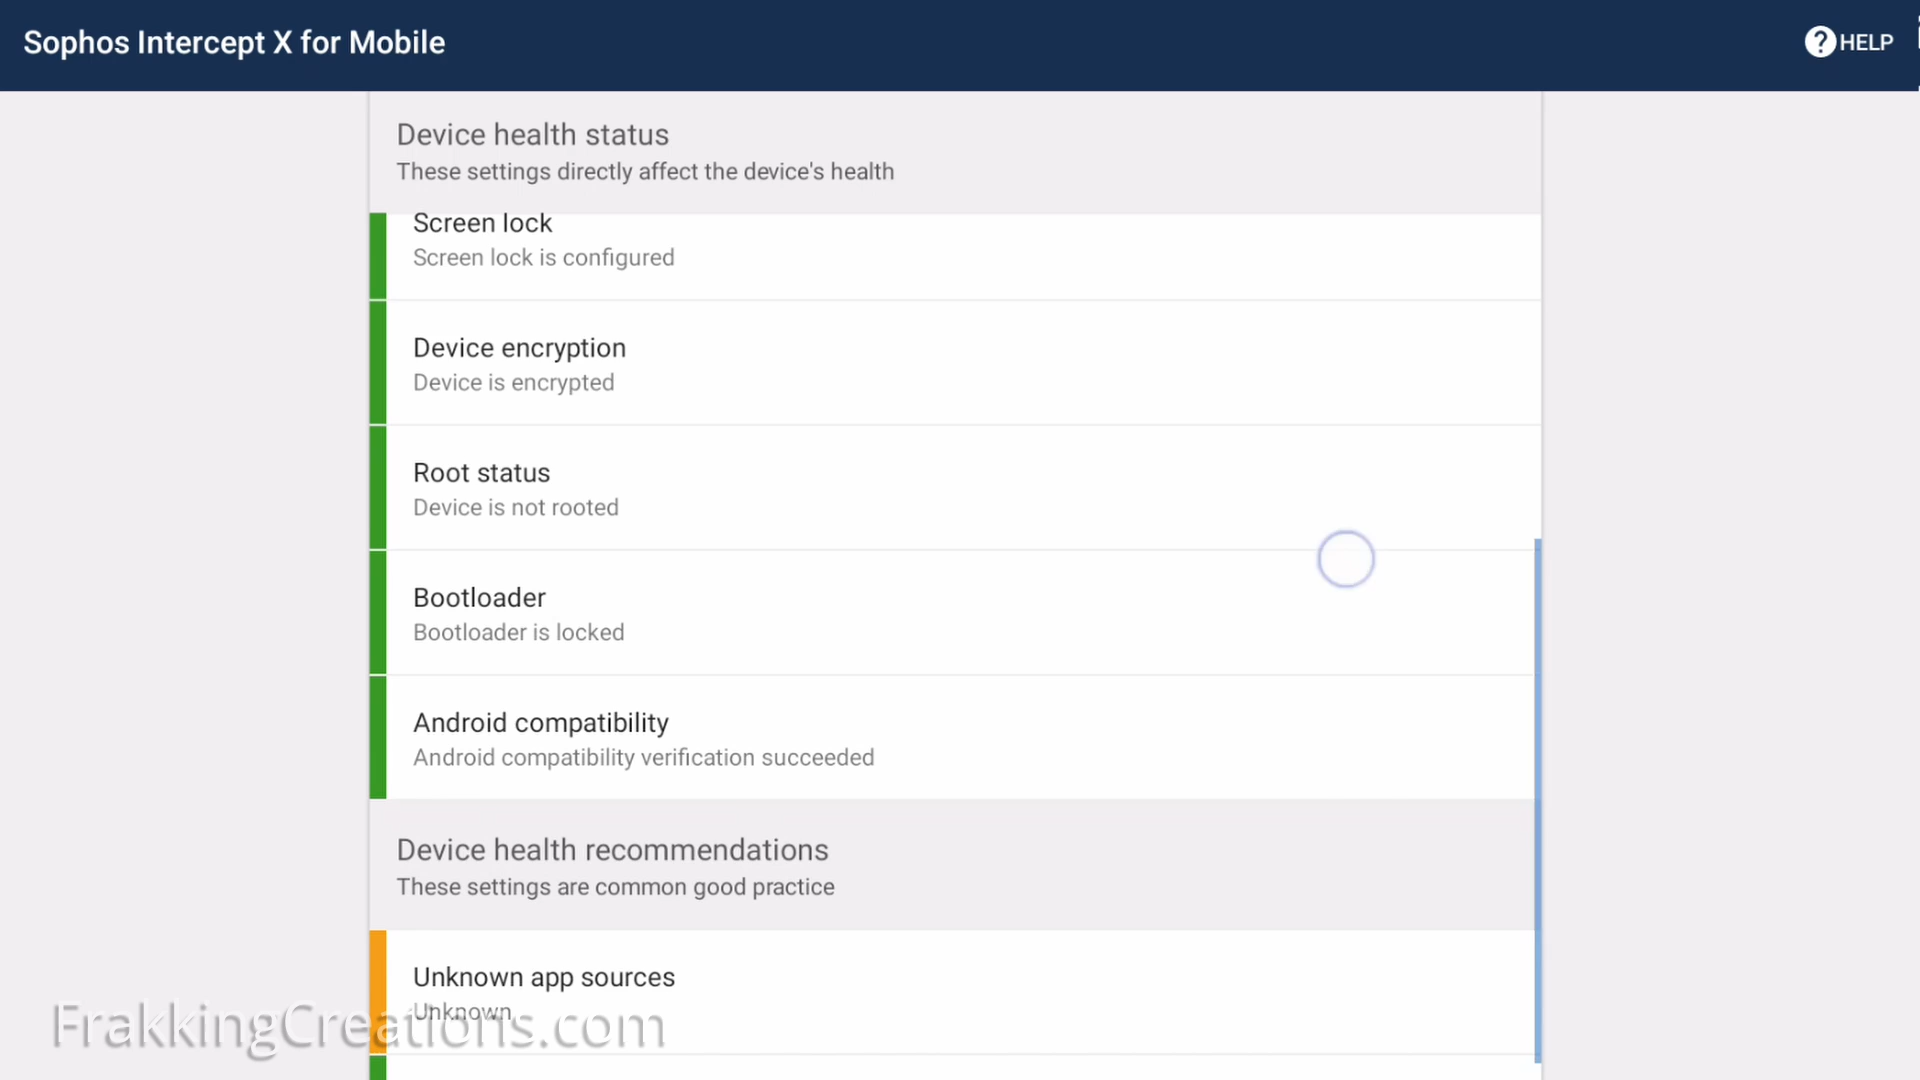 Sophos Intercept X for Mobile
? HELP
Device health status
These settings directly affect the device's health
Screen lock
Screen lock is configured
Device encryption
Device is encrypted
Root status
Device is not rooted
Bootloader
Bootloader is locked
Android compatibility
Android compatibility verification succeeded
Device health recommendations
These settings are common good practice
Unknown app sources
Unknown
FrakkingCreations.com